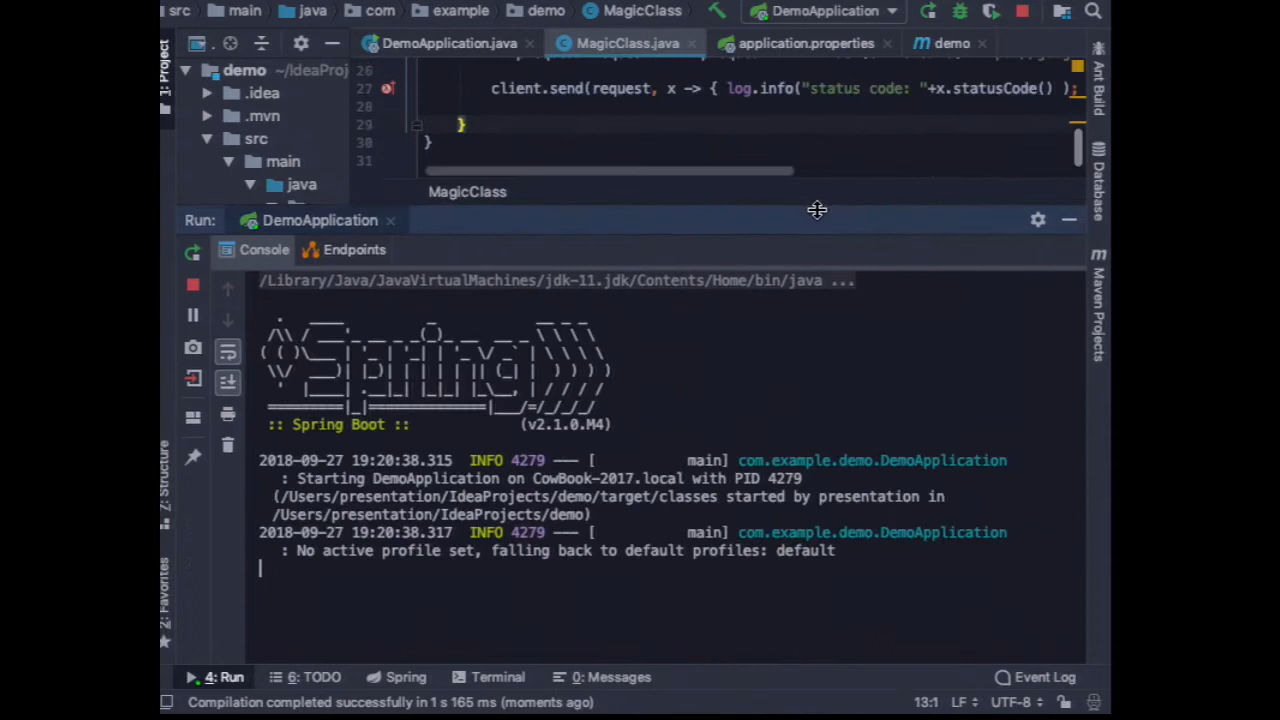 src main java com example demo MagicClass DemoApplication
DemoApplication.java MagicClass.java application.properties demo
1: Project
demo ~/IdeaProj
.idea
.mvn
src
main
java
26
27 client.send(request, x -> { log.info("status code: "+x.statusCode() );
28
29 }
30 }
31
MagicClass
Ant Build
Database
Maven Projects
Run: DemoApplication
Console Endpoints
/Library/Java/JavaVirtualMachines/jdk-11.jdk/Contents/Home/bin/java ...
Spring
:: Spring Boot :: (v2.1.0.M4)
2018-09-27 19:20:38.315 INFO 4279 --- [ main] com.example.demo.DemoApplication
: Starting DemoApplication on CowBook-2017.local with PID 4279
(/Users/presentation/IdeaProjects/demo/target/classes started by presentation in
/Users/presentation/IdeaProjects/demo)
2018-09-27 19:20:38.317 INFO 4279 --- [ main] com.example.demo.DemoApplication
: No active profile set, falling back to default profiles: default
Z: Structure
2: Favorites
4: Run 6: TODO Spring Terminal 0: Messages Event Log
Compilation completed successfully in 1 s 165 ms (moments ago) 13:1 LF UTF-8